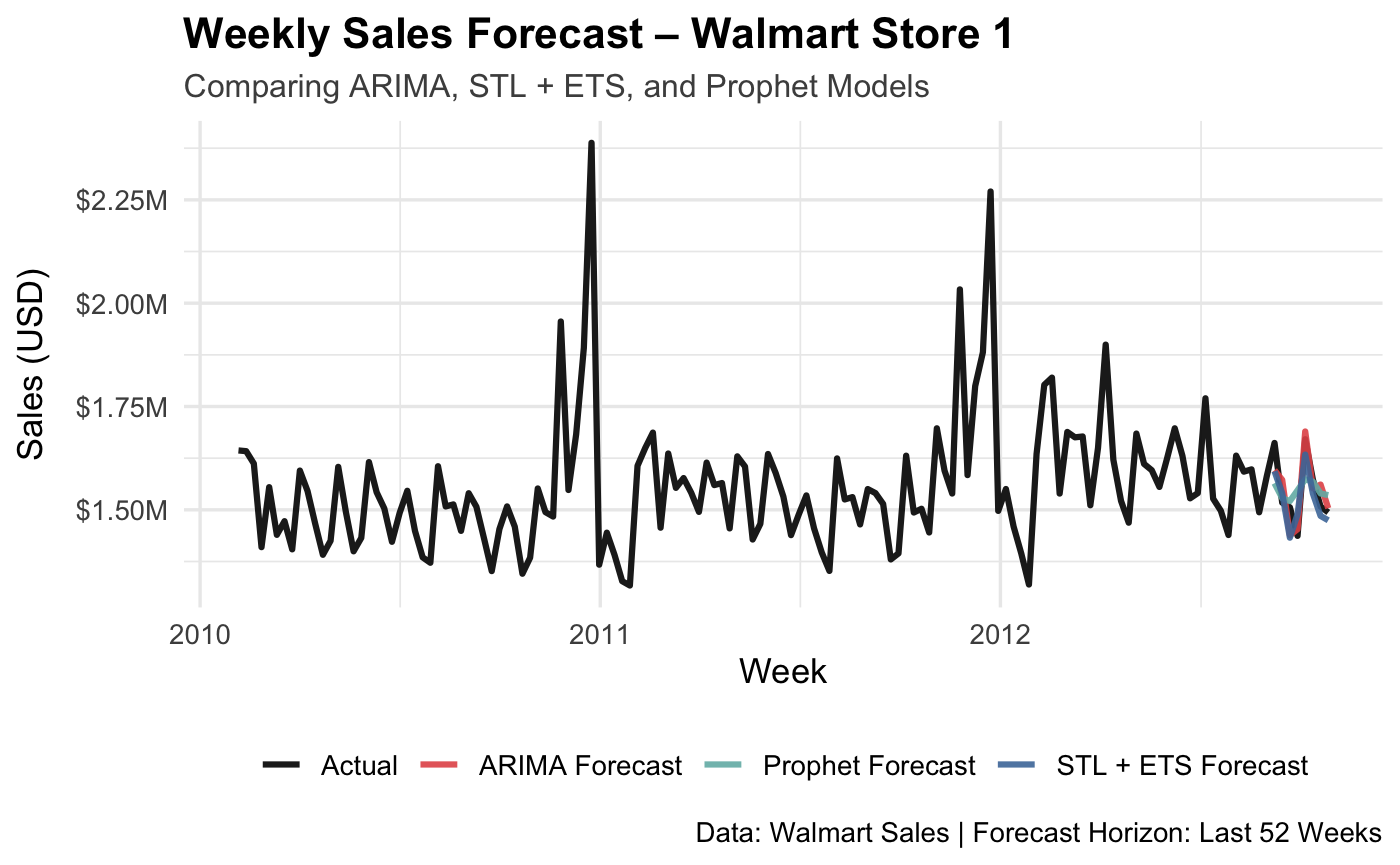 Weekly Sales Forecast – Walmart Store 1
Comparing ARIMA, STL + ETS, and Prophet Models
Sales (USD)
$2.25M
$2.00M
$1.75M
$1.50M
2010 2011 2012
Week
Actual ARIMA Forecast Prophet Forecast STL + ETS Forecast
Data: Walmart Sales | Forecast Horizon: Last 52 Weeks